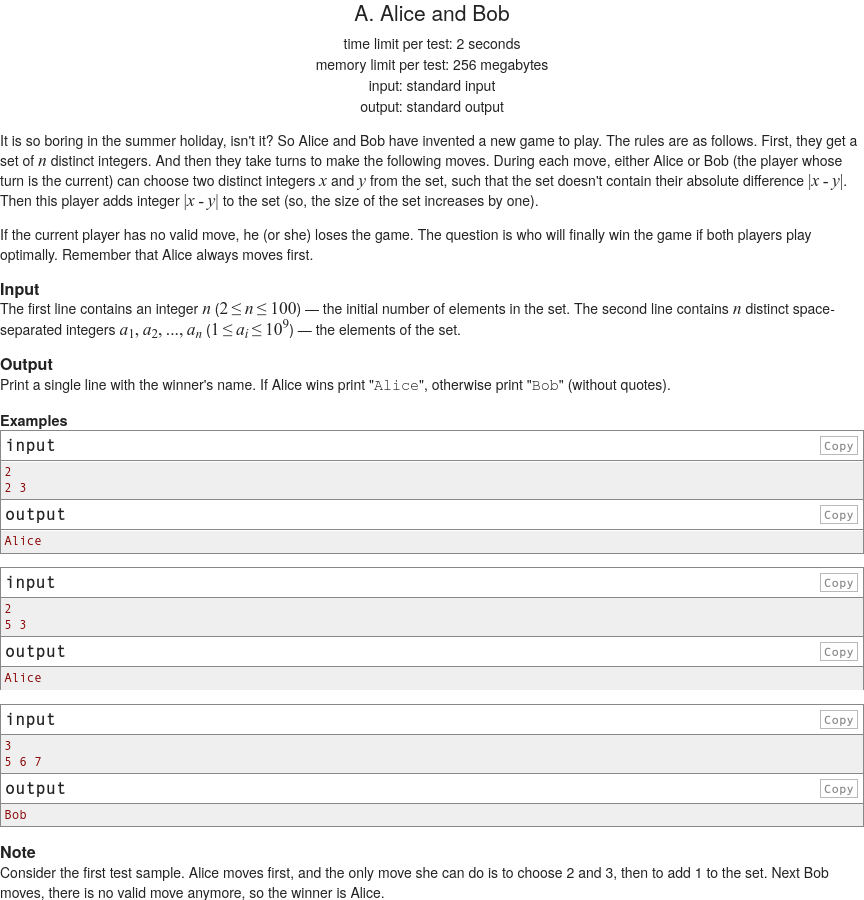 A. Alice and Bob
time limit per test: 2 seconds
memory limit per test: 256 megabytes
input: standard input
output: standard output
It is so boring in the summer holiday, isn't it? So Alice and Bob have invented a new game to play. The rules are as follows. First, they get a
set of n distinct integers. And then they take turns to make the following moves. During each move, either Alice or Bob (the player whose
turn is the current) can choose two distinct integers x and y from the set, such that the set doesn't contain their absolute difference |x - y|.
Then this player adds integer |x - y| to the set (so, the size of the set increases by one).
If the current player has no valid move, he (or she) loses the game. The question is who will finally win the game if both players play
optimally. Remember that Alice always moves first.
Input
The first line contains an integer n (2 ≤ n ≤ 100) — the initial number of elements in the set. The second line contains n distinct space-
separated integers a1, a2, ..., an (1 ≤ ai ≤ 10^9) — the elements of the set.
Output
Print a single line with the winner's name. If Alice wins print "Alice", otherwise print "Bob" (without quotes).
Examples
input Copy
2
2 3
output Copy
Alice
input Copy
2
5 3
output Copy
Alice
input Copy
3
5 6 7
output Copy
Bob
Note
Consider the first test sample. Alice moves first, and the only move she can do is to choose 2 and 3, then to add 1 to the set. Next Bob
moves, there is no valid move anymore, so the winner is Alice.